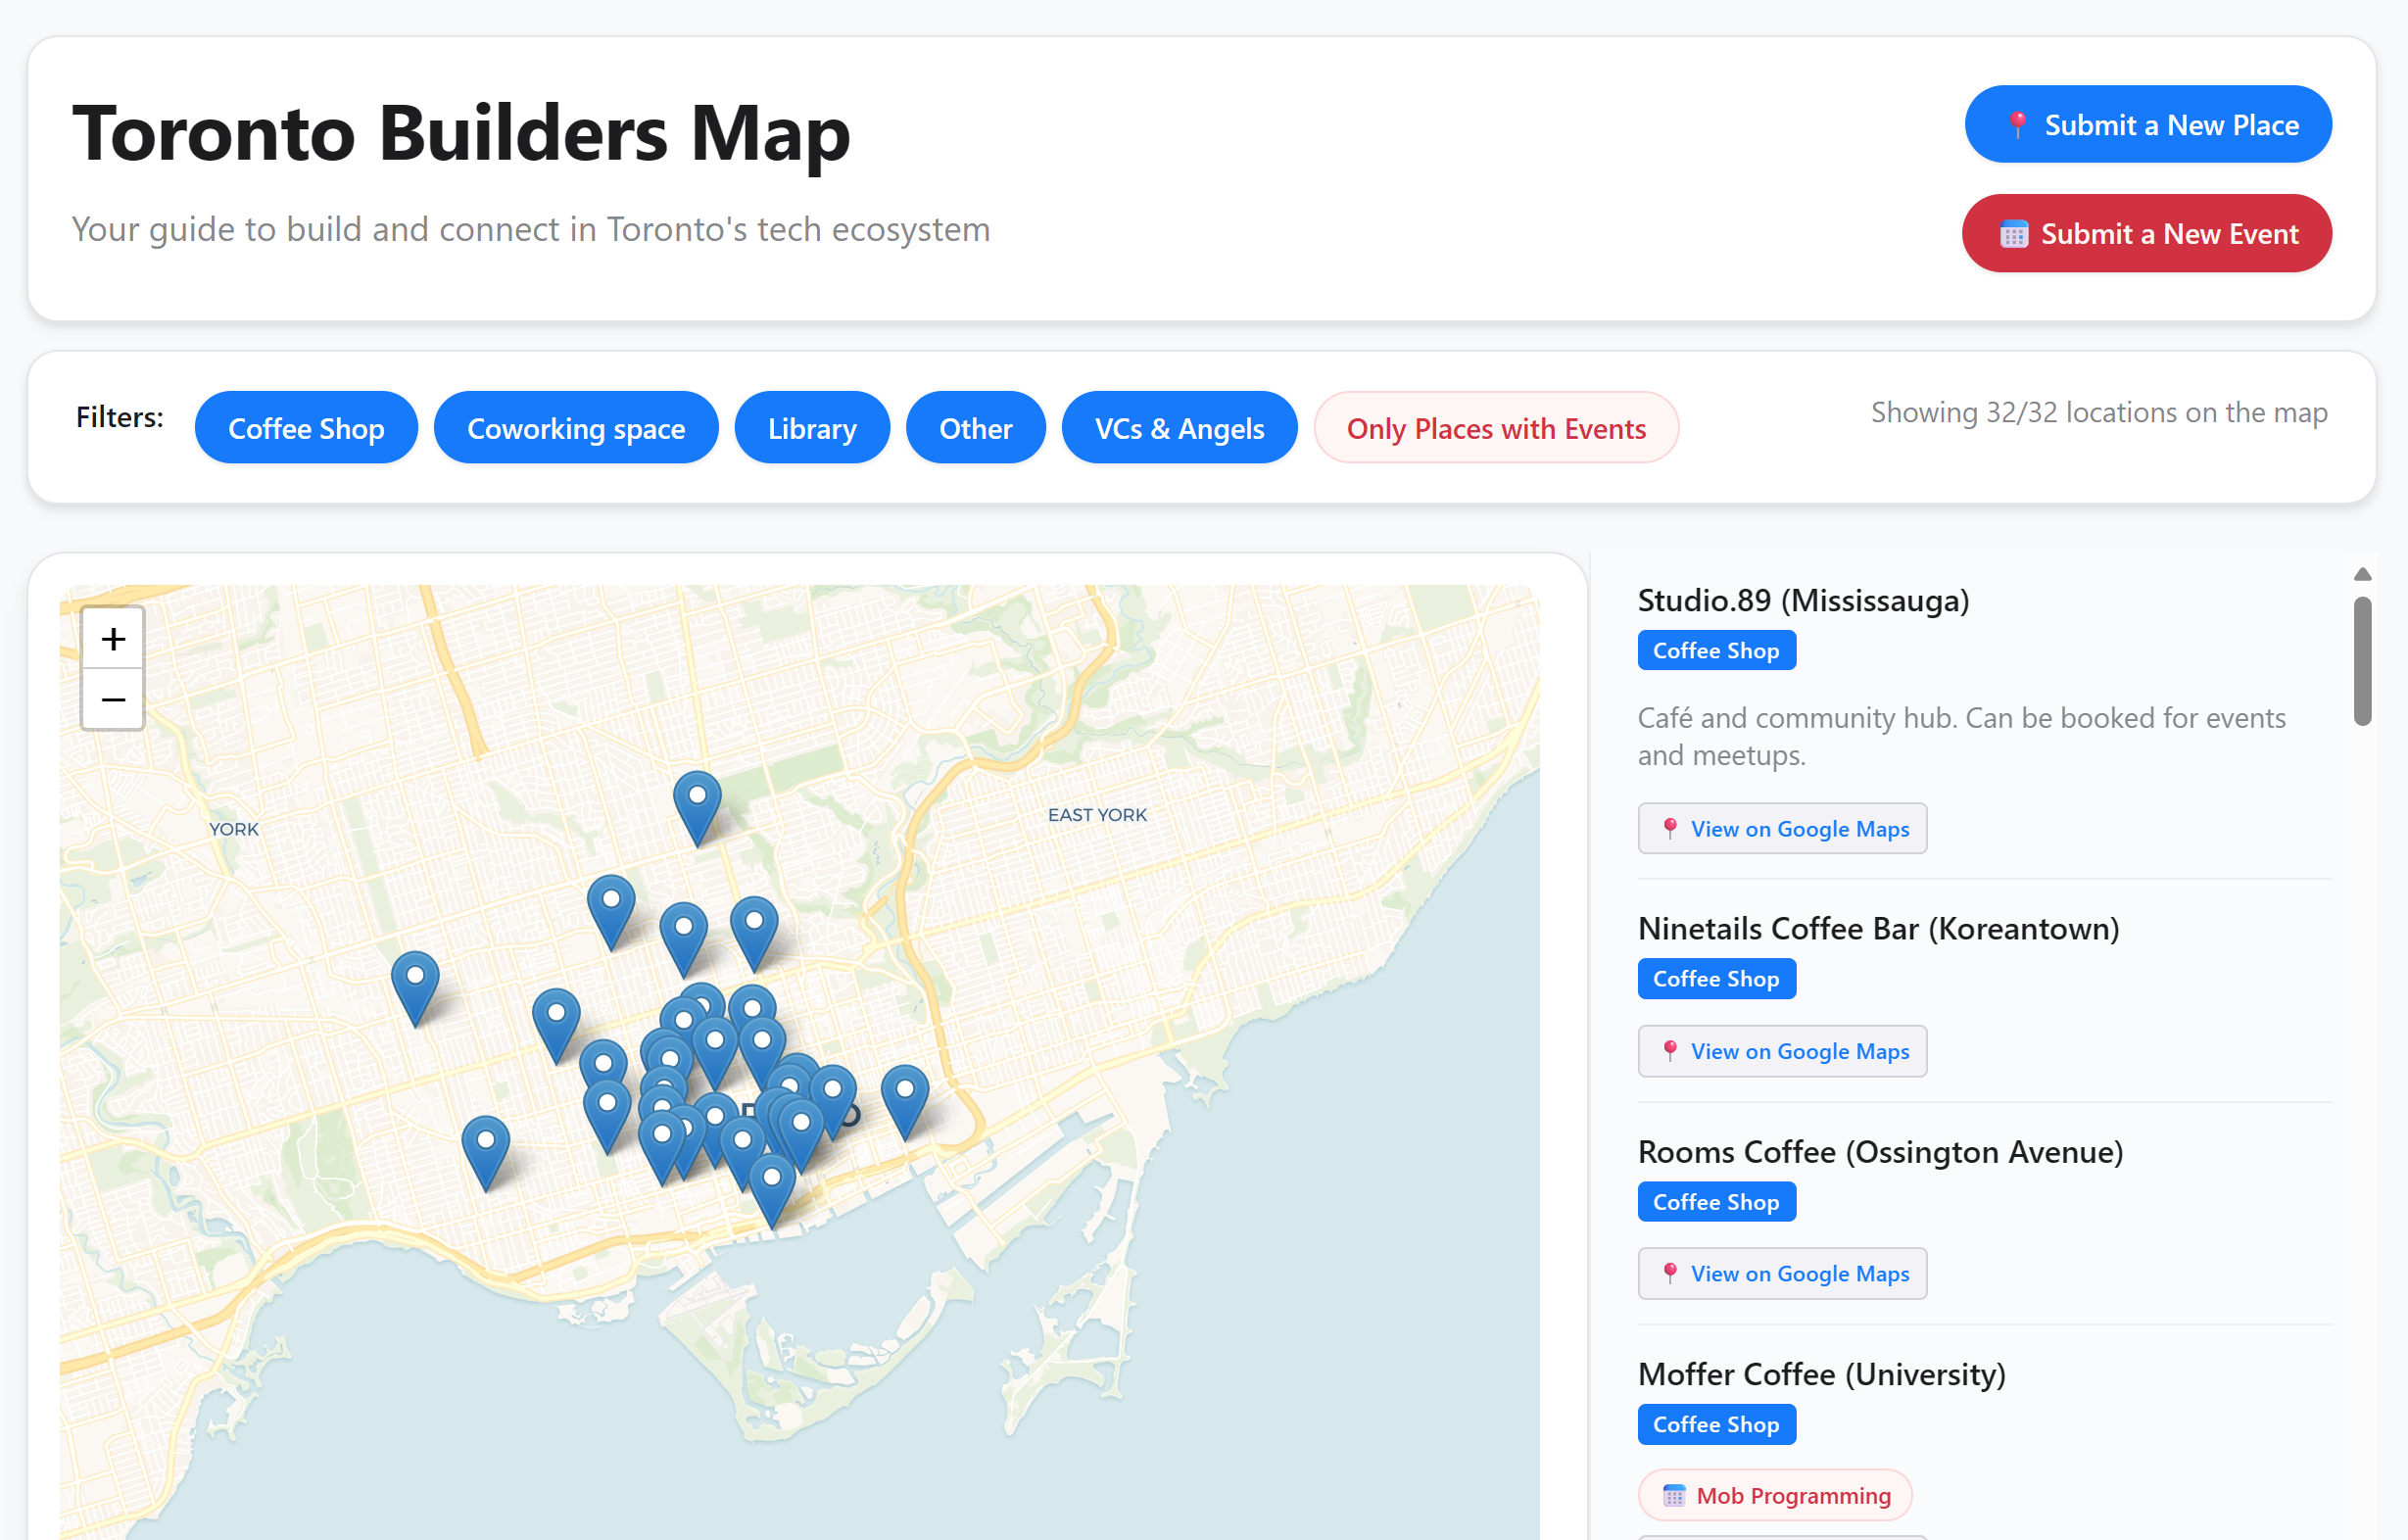 Toronto Builders Map
Your guide to build and connect in Toronto's tech ecosystem
📍 Submit a New Place
📅 Submit a New Event
Filters:
Coffee Shop
Coworking space
Library
Other
VCs & Angels
Only Places with Events
Showing 32/32 locations on the map
+
−
YORK
EAST YORK
Studio.89 (Mississauga)
Coffee Shop
Café and community hub. Can be booked for events
and meetups.
📍 View on Google Maps
Ninetails Coffee Bar (Koreantown)
Coffee Shop
📍 View on Google Maps
Rooms Coffee (Ossington Avenue)
Coffee Shop
📍 View on Google Maps
Moffer Coffee (University)
Coffee Shop
📅 Mob Programming